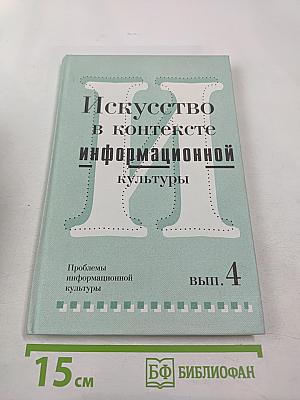 И
Искусство
в контексте
информационной
культуры
Проблемы
информационной
культуры
вып. 4
15 см
БФ БИБЛИОФАН